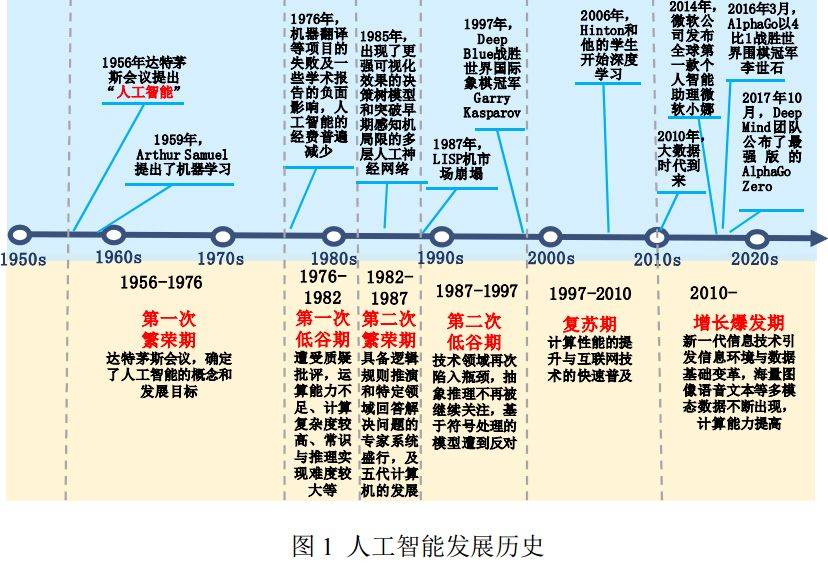 1956年达特茅
斯会议提出
“人工智能”
1959年，
Arthur Samuel
提出了机器学习
1976年，
机器翻译
等项目的
失败及一
些学术报
告的负面
影响，人
工智能的
经费普遍
减少
1985年，
出现了更
强可视化
效果的决
策树模型
和突破早
期感知机
局限的多
层人工神
经网络
1987年，
LISP机市
场崩塌
1997年，
Deep
Blue战胜
世界国际
象棋冠军
Garry
Kasparov
2006年，
Hinton和
他的学生
开始深度
学习
2010年，
大数据
时代到
来
2014年，
微软公
司发布
全球第
一款个
人智能
助理微
软小娜
2016年3月，
AlphaGo以4
比1战胜世
界围棋冠军
李世石
2017年10
月，Deep
Mind团队
公布了最
强版的
AlphaGo
Zero
1950s
1960s
1970s
1980s
1990s
2000s
2010s
2020s
1956-1976
第一次
繁荣期
达特茅斯会议，确定
了人工智能的概念和
发展目标
1976-
1982
第一次
低谷期
遭受质疑
批评，运
算能力不
足、计算
复杂度较
高、常识
与推理实
现难度较
大等
1982-
1987
第二次
繁荣期
具备逻辑
规则推演
和特定领
域回答解
决问题的
专家系统
盛行，及
五代计算
机的发展
1987-1997
第二次
低谷期
技术领域再次
陷入瓶颈，抽
象推理不再被
继续关注，基
于符号处理的
模型遭到反对
1997-2010
复苏期
计算性能的提
升与互联网技
术的快速普及
2010-
增长爆发期
新一代信息技术引
发信息环境与数据
基础变革，海量图
像语音文本等多模
态数据不断出现，
计算能力提高
图 1 人工智能发展历史